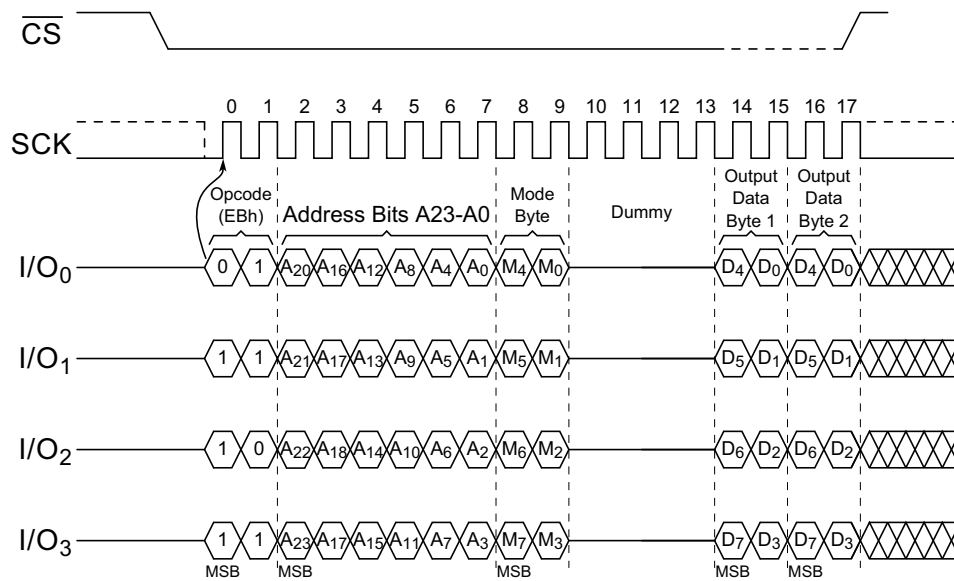 CS
0 1 2 3 4 5 6 7 8 9 10 11 12 13 14 15 16 17
SCK
Opcode
(EBh)
Address Bits A23-A0
Mode
Byte
Dummy
Output
Data
Byte 1
Output
Data
Byte 2
I/O0 0 1 A20 A16 A12 A8 A4 A0 M4 M0 D4 D0 D4 D0
I/O1 1 1 A21 A17 A13 A9 A5 A1 M5 M1 D5 D1 D5 D1
I/O2 1 0 A22 A18 A14 A10 A6 A2 M6 M2 D6 D2 D6 D2
I/O3 1 1 A23 A17 A15 A11 A7 A3 M7 M3 D7 D3 D7 D3
MSB MSB MSB MSB MSB